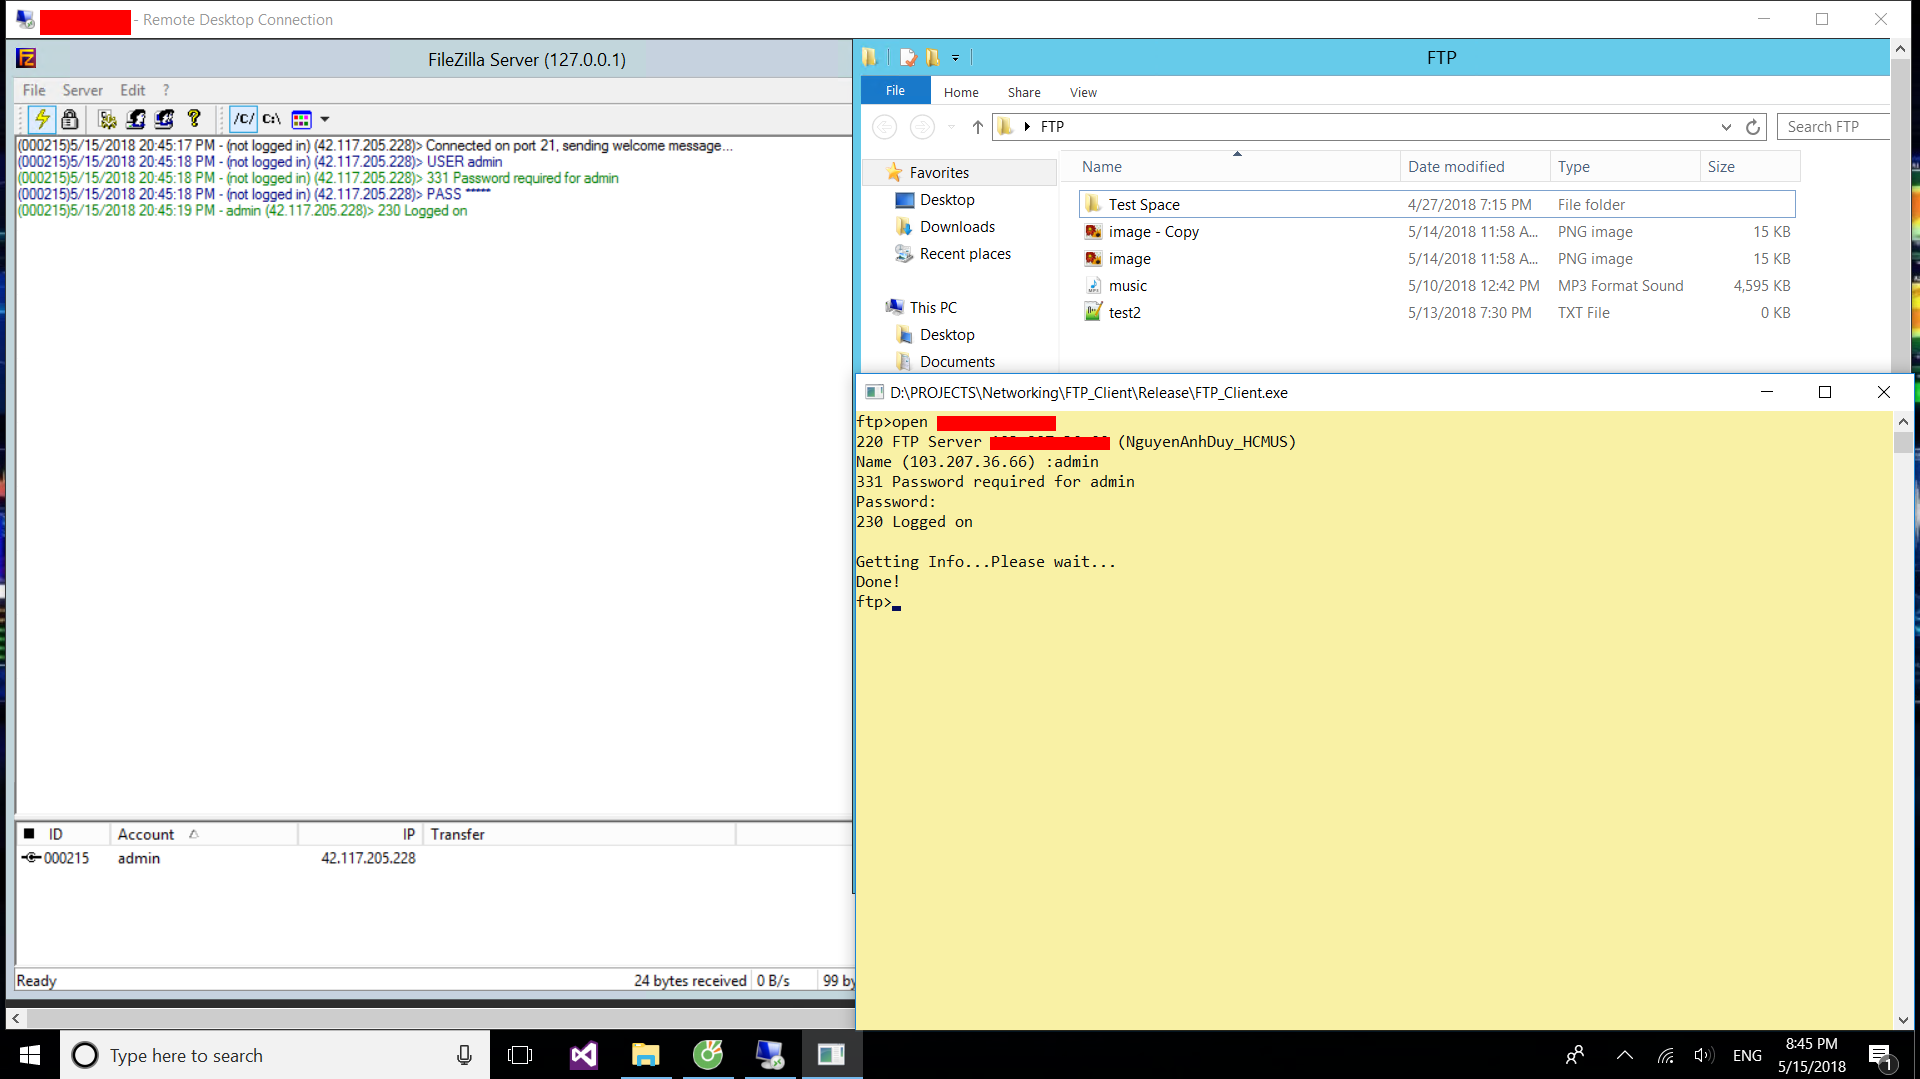 - Remote Desktop Connection
FileZilla Server (127.0.0.1)
File Server Edit ?
/C/ C:\
(000215)5/15/2018 20:45:17 PM - (not logged in) (42.117.205.228)> Connected on port 21, sending welcome message...
(000215)5/15/2018 20:45:18 PM - (not logged in) (42.117.205.228)> USER admin
(000215)5/15/2018 20:45:18 PM - (not logged in) (42.117.205.228)> 331 Password required for admin
(000215)5/15/2018 20:45:18 PM - (not logged in) (42.117.205.228)> PASS *****
(000215)5/15/2018 20:45:19 PM - admin (42.117.205.228)> 230 Logged on
ID Account IP Transfer
000215 admin 42.117.205.228
Ready 24 bytes received 0 B/s 99 by
FTP
File Home Share View
FTP Search FTP
Favorites
Desktop
Downloads
Recent places
This PC
Desktop
Documents
Name Date modified Type Size
Test Space 4/27/2018 7:15 PM File folder
image - Copy 5/14/2018 11:58 A... PNG image 15 KB
image 5/14/2018 11:58 A... PNG image 15 KB
music 5/10/2018 12:42 PM MP3 Format Sound 4,595 KB
test2 5/13/2018 7:30 PM TXT File 0 KB
D:\PROJECTS\Networking\FTP_Client\Release\FTP_Client.exe
ftp>open
220 FTP Server (NguyenAnhDuy_HCMUS)
Name (103.207.36.66) :admin
331 Password required for admin
Password:
230 Logged on
Getting Info...Please wait...
Done!
ftp>
Type here to search
ENG
8:45 PM
5/15/2018
1